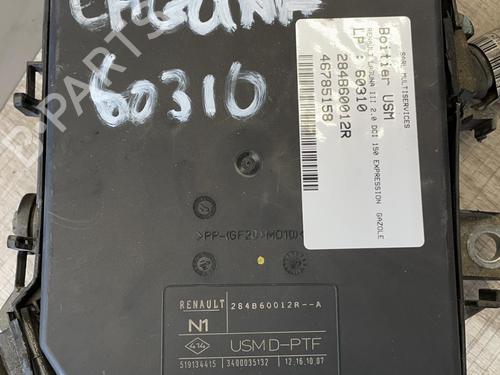 LAGUNA
60310
SARL MULTISERVICES
Boitier USM
RENAULT LAGUNA III 2.0 DCI 150 EXPRESSION GAZOLE
LP : 60310
284B60012R
46785158
>PP-(GF20+MD10)<
RENAULT
284B60012R--A
N1
USM D-PTF
414
519134415
3400035132
12.16.10.07